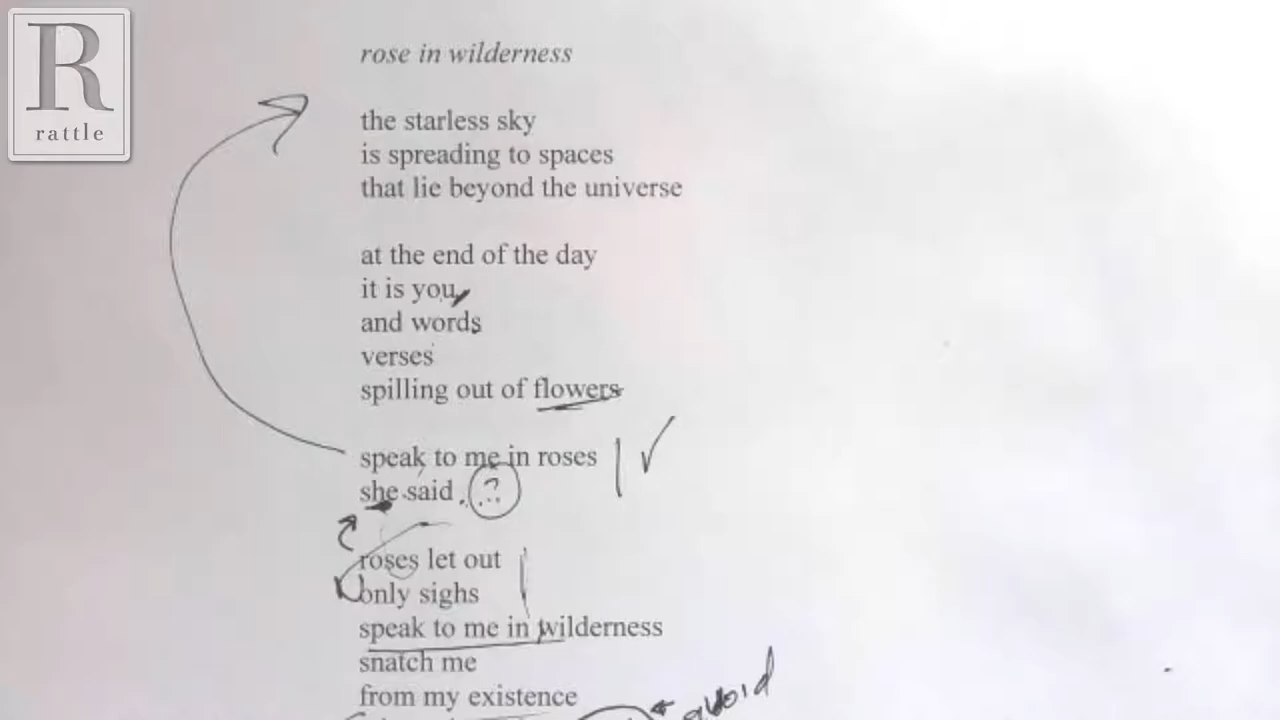 R
rattle
rose in wilderness
the starless sky
is spreading to spaces
that lie beyond the universe
at the end of the day
it is you,
and words
verses
spilling out of flowers
speak to me in roses
she said . ?
roses let out
only sighs
speak to me in wilderness
snatch me
from my existence
avoid